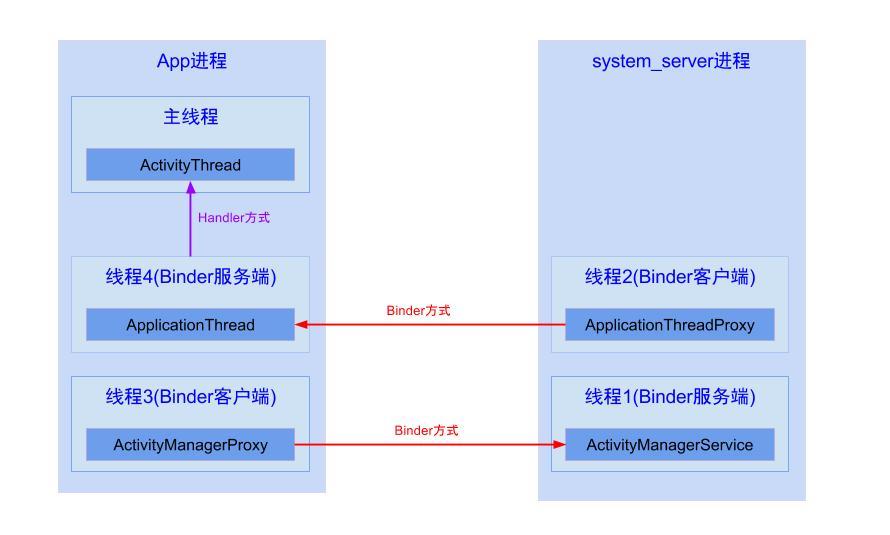 App进程
主线程
ActivityThread
Handler方式
线程4(Binder服务端)
ApplicationThread
线程3(Binder客户端)
ActivityManagerProxy
Binder方式
Binder方式
system_server进程
线程2(Binder客户端)
ApplicationThreadProxy
线程1(Binder服务端)
ActivityManagerService